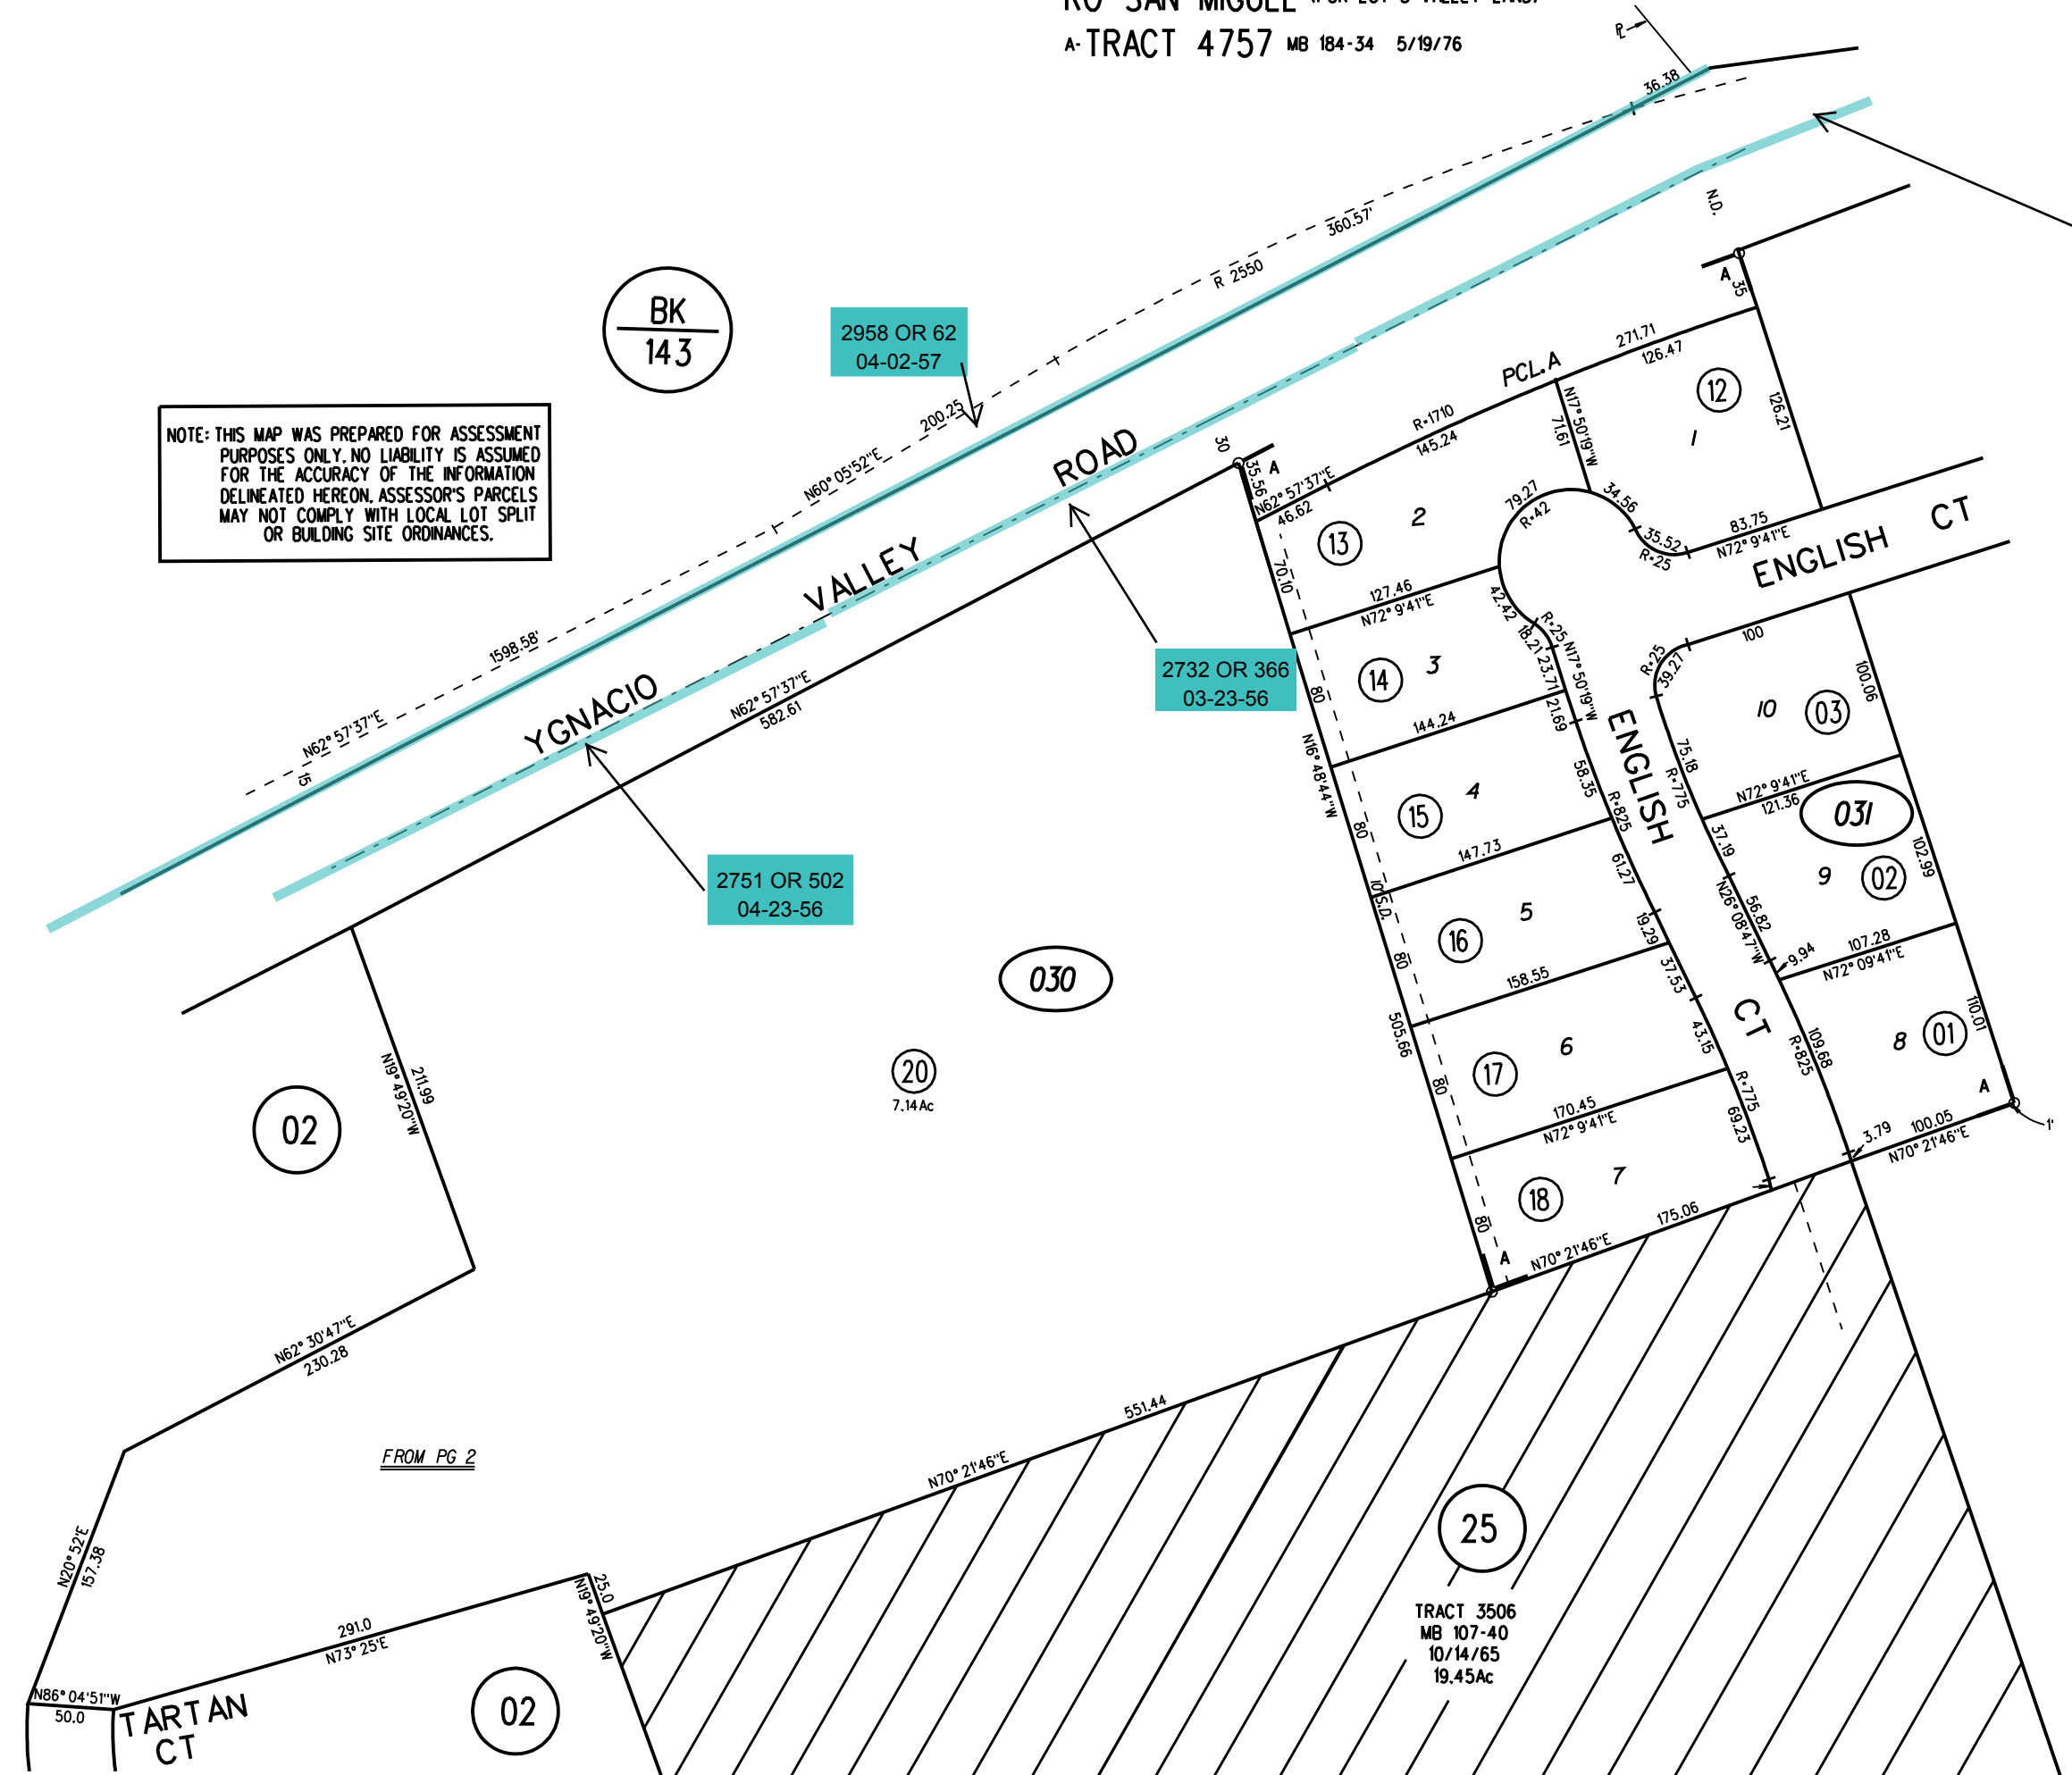 A- TRACT 4757 MB 184-34 5/19/76
36.38
360.57'
R 2550
N.D.
BK
143
2958 OR 62
04-02-57
A
35
271.71
126.47
PCL.A
12
1
126.21
N17°50'19"W
71.61
NOTE: THIS MAP WAS PREPARED FOR ASSESSMENT
PURPOSES ONLY. NO LIABILITY IS ASSUMED
FOR THE ACCURACY OF THE INFORMATION
DELINEATED HEREON. ASSESSOR'S PARCELS
MAY NOT COMPLY WITH LOCAL LOT SPLIT
OR BUILDING SITE ORDINANCES.
200.25
N60°05'52"E
30
35.56
A
R=1710
145.24
N62°57'37"E
46.62
ROAD
VALLEY
YGNACIO
13
2
79.27
R=42
34.56
35.52
R=25
83.75
N72°9'41"E
ENGLISH CT
70.10
127.46
N72°9'41"E
42.42
R=25
18.21
1598.58'
N62°57'37"E
15
N62°57'37"E
582.61
2732 OR 366
03-23-56
80
14
3
23.71
N17°50'19"W
21.69
144.24
R=25
39.27
100
100.06
10
03
ENGLISH
N16°48'44"W
15
4
58.35
R=825
75.18
R=775
N72°9'41"E
121.36
031
80
147.73
61.27
37.19
102.99
2751 OR 502
04-23-56
10'S.D.
16
5
19.29
9
02
N26°08'47"W
56.82
9.94
107.28
N72°09'41"E
030
80
158.55
37.53
CT
110.01
505.66
20
7.14Ac
17
6
43.15
109.68
R=825
8
01
02
211.99
N19°49'20"W
80
170.45
N72°9'41"E
R=775
69.23
A
3.79
100.05
N70°21'46"E
1'
18
7
80
175.06
A
N70°21'46"E
N62°30'47"E
230.28
551.44
N70°21'46"E
FROM PG 2
25
N20°52'E
157.38
25.0
N19°49'20"W
TRACT 3506
MB 107-40
10/14/65
19.45Ac
291.0
N73°25'E
N86°04'51"W
50.0
TARTAN
CT
02